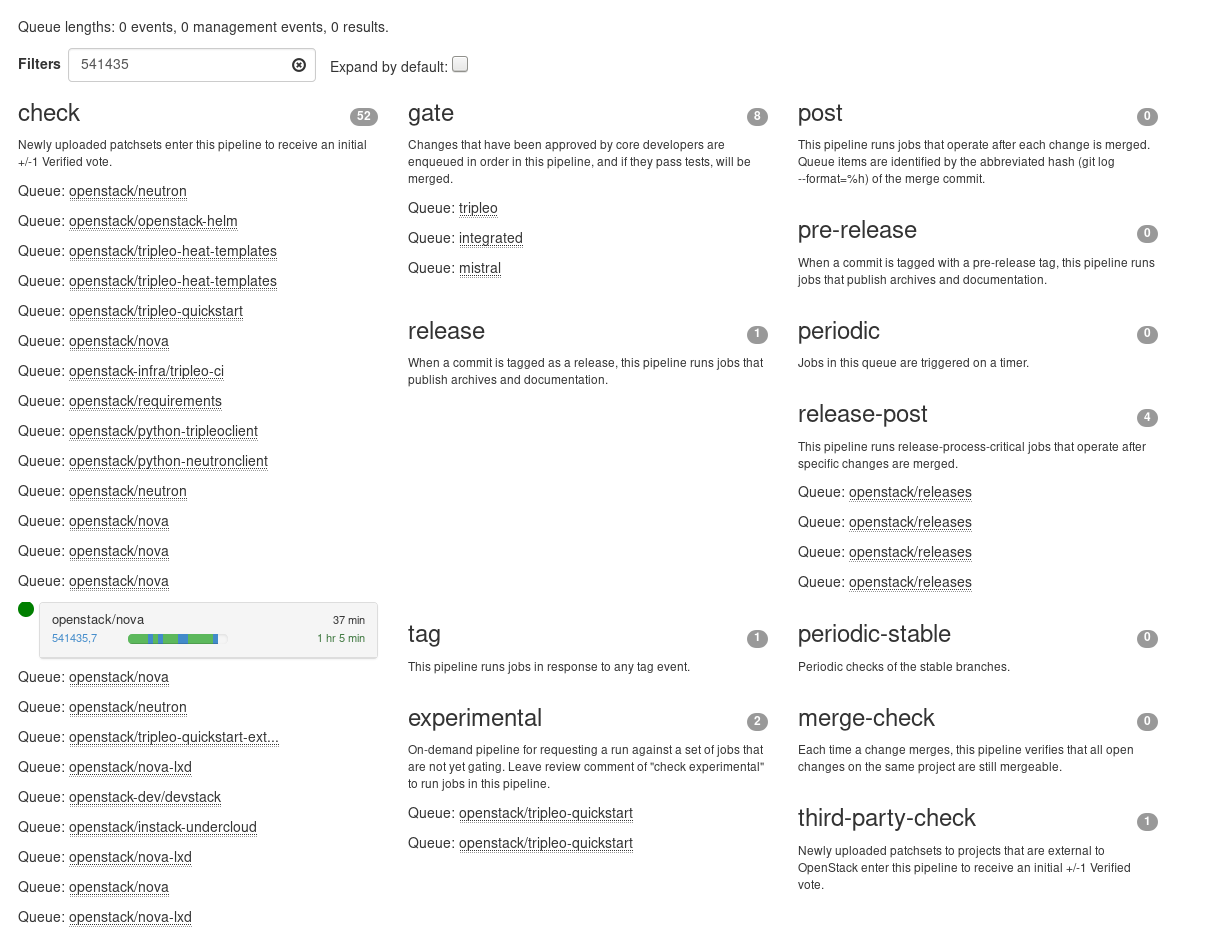 Queue lengths: 0 events, 0 management events, 0 results.
Filters 541435 Expand by default:
check 52
Newly uploaded patchsets enter this pipeline to receive an initial
+/-1 Verified vote.
Queue: openstack/neutron
Queue: openstack/openstack-helm
Queue: openstack/tripleo-heat-templates
Queue: openstack/tripleo-heat-templates
Queue: openstack/tripleo-quickstart
Queue: openstack/nova
Queue: openstack-infra/tripleo-ci
Queue: openstack/requirements
Queue: openstack/python-tripleoclient
Queue: openstack/python-neutronclient
Queue: openstack/neutron
Queue: openstack/nova
Queue: openstack/nova
Queue: openstack/nova
openstack/nova 37 min
541435,7 1 hr 5 min
Queue: openstack/nova
Queue: openstack/neutron
Queue: openstack/tripleo-quickstart-ext...
Queue: openstack/nova-lxd
Queue: openstack-dev/devstack
Queue: openstack/instack-undercloud
Queue: openstack/nova-lxd
Queue: openstack/nova
Queue: openstack/nova-lxd
gate 8
Changes that have been approved by core developers are
enqueued in order in this pipeline, and if they pass tests, will be
merged.
Queue: tripleo
Queue: integrated
Queue: mistral
release 1
When a commit is tagged as a release, this pipeline runs jobs that
publish archives and documentation.
tag 1
This pipeline runs jobs in response to any tag event.
experimental 2
On-demand pipeline for requesting a run against a set of jobs that
are not yet gating. Leave review comment of "check experimental"
to run jobs in this pipeline.
Queue: openstack/tripleo-quickstart
Queue: openstack/tripleo-quickstart
post 0
This pipeline runs jobs that operate after each change is merged.
Queue items are identified by the abbreviated hash (git log
--format=%h) of the merge commit.
pre-release 0
When a commit is tagged with a pre-release tag, this pipeline runs
jobs that publish archives and documentation.
periodic 0
Jobs in this queue are triggered on a timer.
release-post 4
This pipeline runs release-process-critical jobs that operate after
specific changes are merged.
Queue: openstack/releases
Queue: openstack/releases
Queue: openstack/releases
Queue: openstack/releases
periodic-stable 0
Periodic checks of the stable branches.
merge-check 0
Each time a change merges, this pipeline verifies that all open
changes on the same project are still mergeable.
third-party-check 1
Newly uploaded patchsets to projects that are external to
OpenStack enter this pipeline to receive an initial +/-1 Verified
vote.